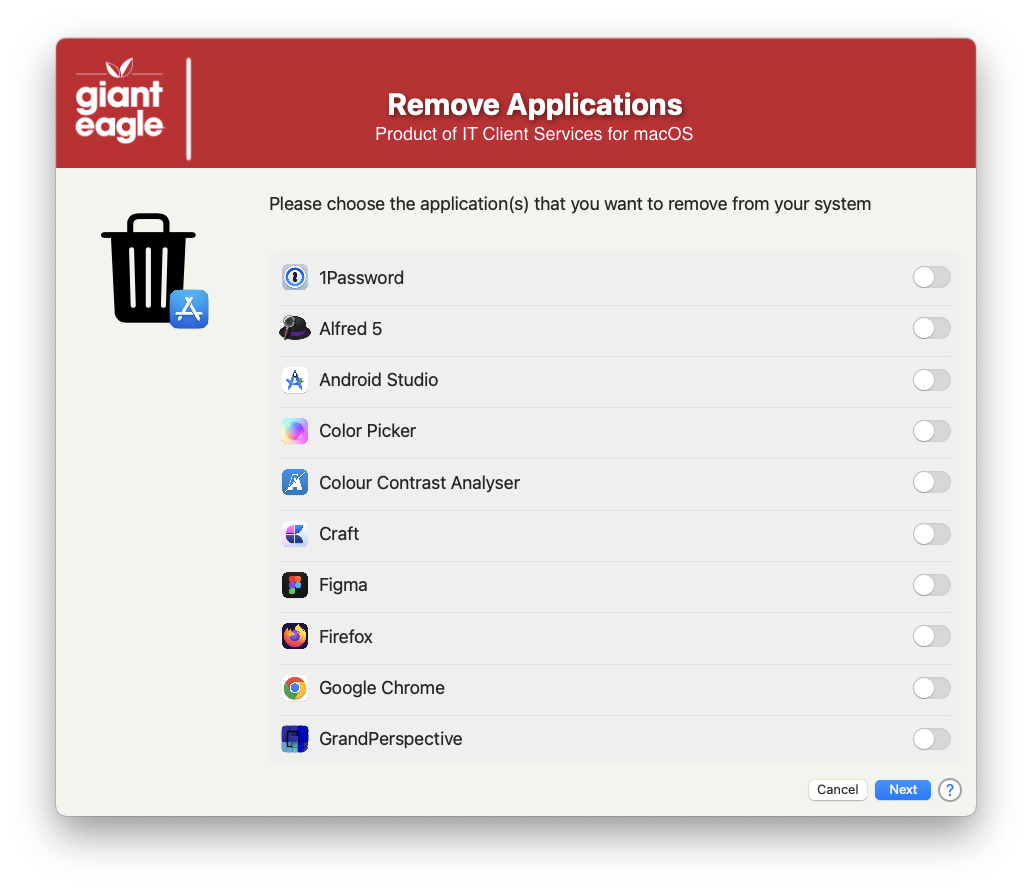 giant
eagle
Remove Applications
Product of IT Client Services for macOS
Please choose the application(s) that you want to remove from your system
1Password
Alfred 5
Android Studio
Color Picker
Colour Contrast Analyser
Craft
Figma
Firefox
Google Chrome
GrandPerspective
Cancel Next ?